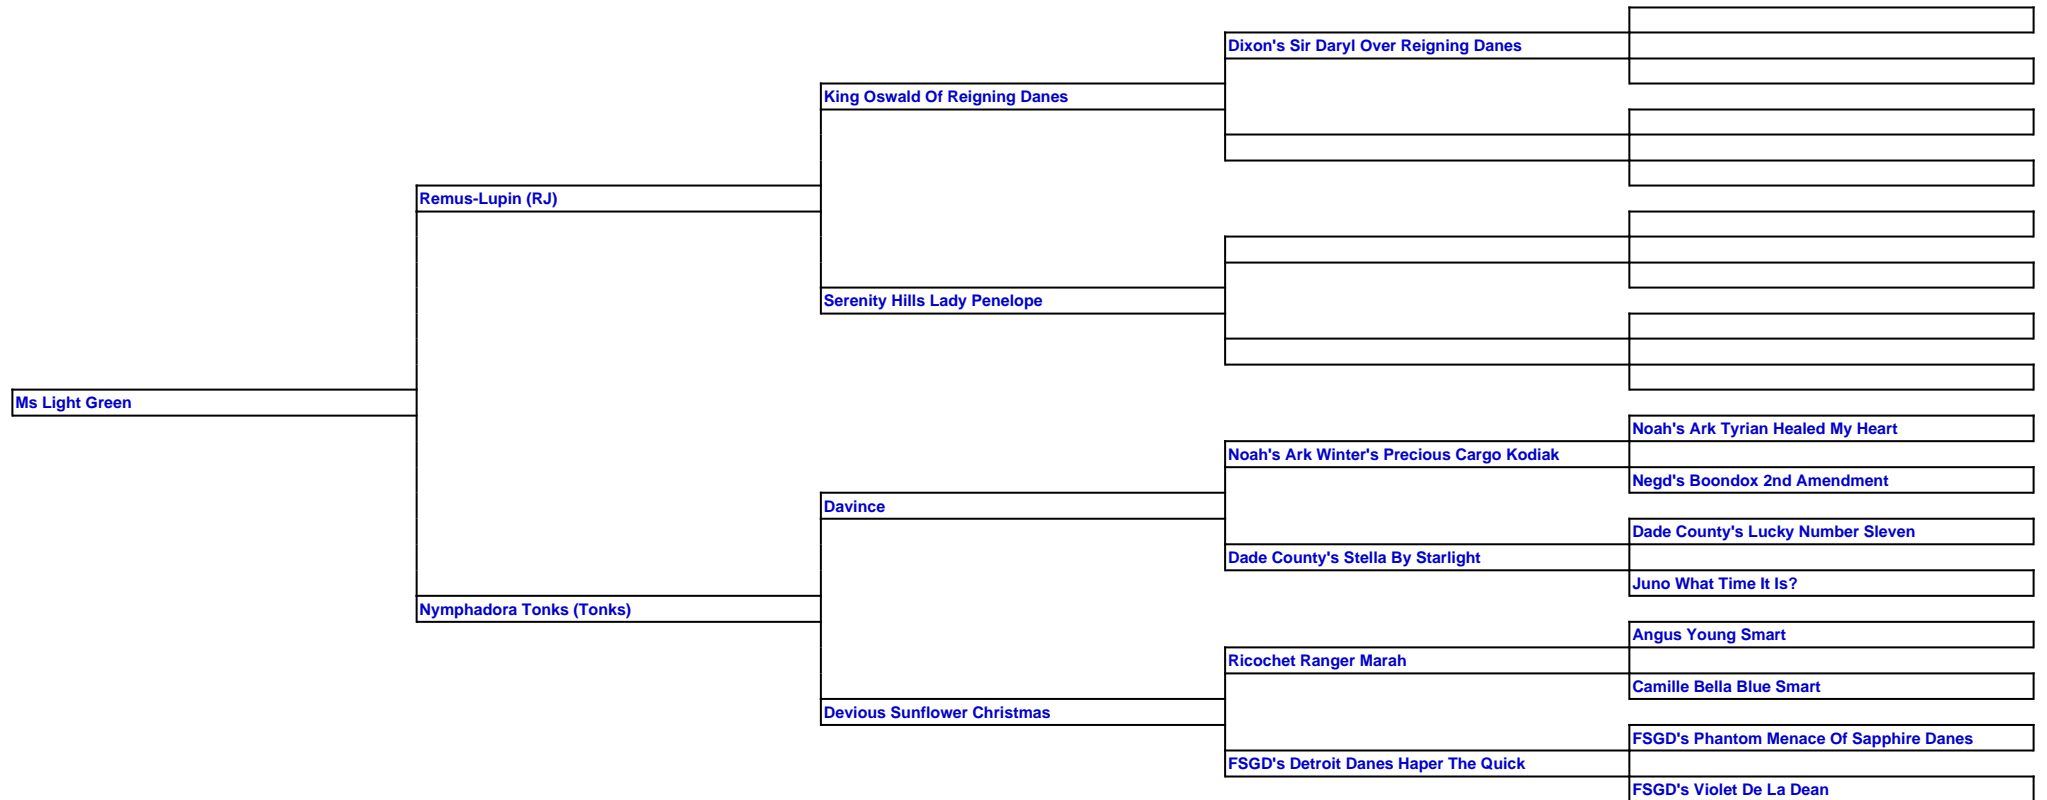 Dixon's Sir Daryl Over Reigning Danes
King Oswald Of Reigning Danes
Remus-Lupin (RJ)
Serenity Hills Lady Penelope
Ms Light Green
Noah's Ark Tyrian Healed My Heart
Noah's Ark Winter's Precious Cargo Kodiak
Negd's Boondox 2nd Amendment
Davince
Dade County's Lucky Number Sleven
Dade County's Stella By Starlight
Juno What Time It Is?
Nymphadora Tonks (Tonks)
Angus Young Smart
Ricochet Ranger Marah
Camille Bella Blue Smart
Devious Sunflower Christmas
FSGD's Phantom Menace Of Sapphire Danes
FSGD's Detroit Danes Haper The Quick
FSGD's Violet De La Dean